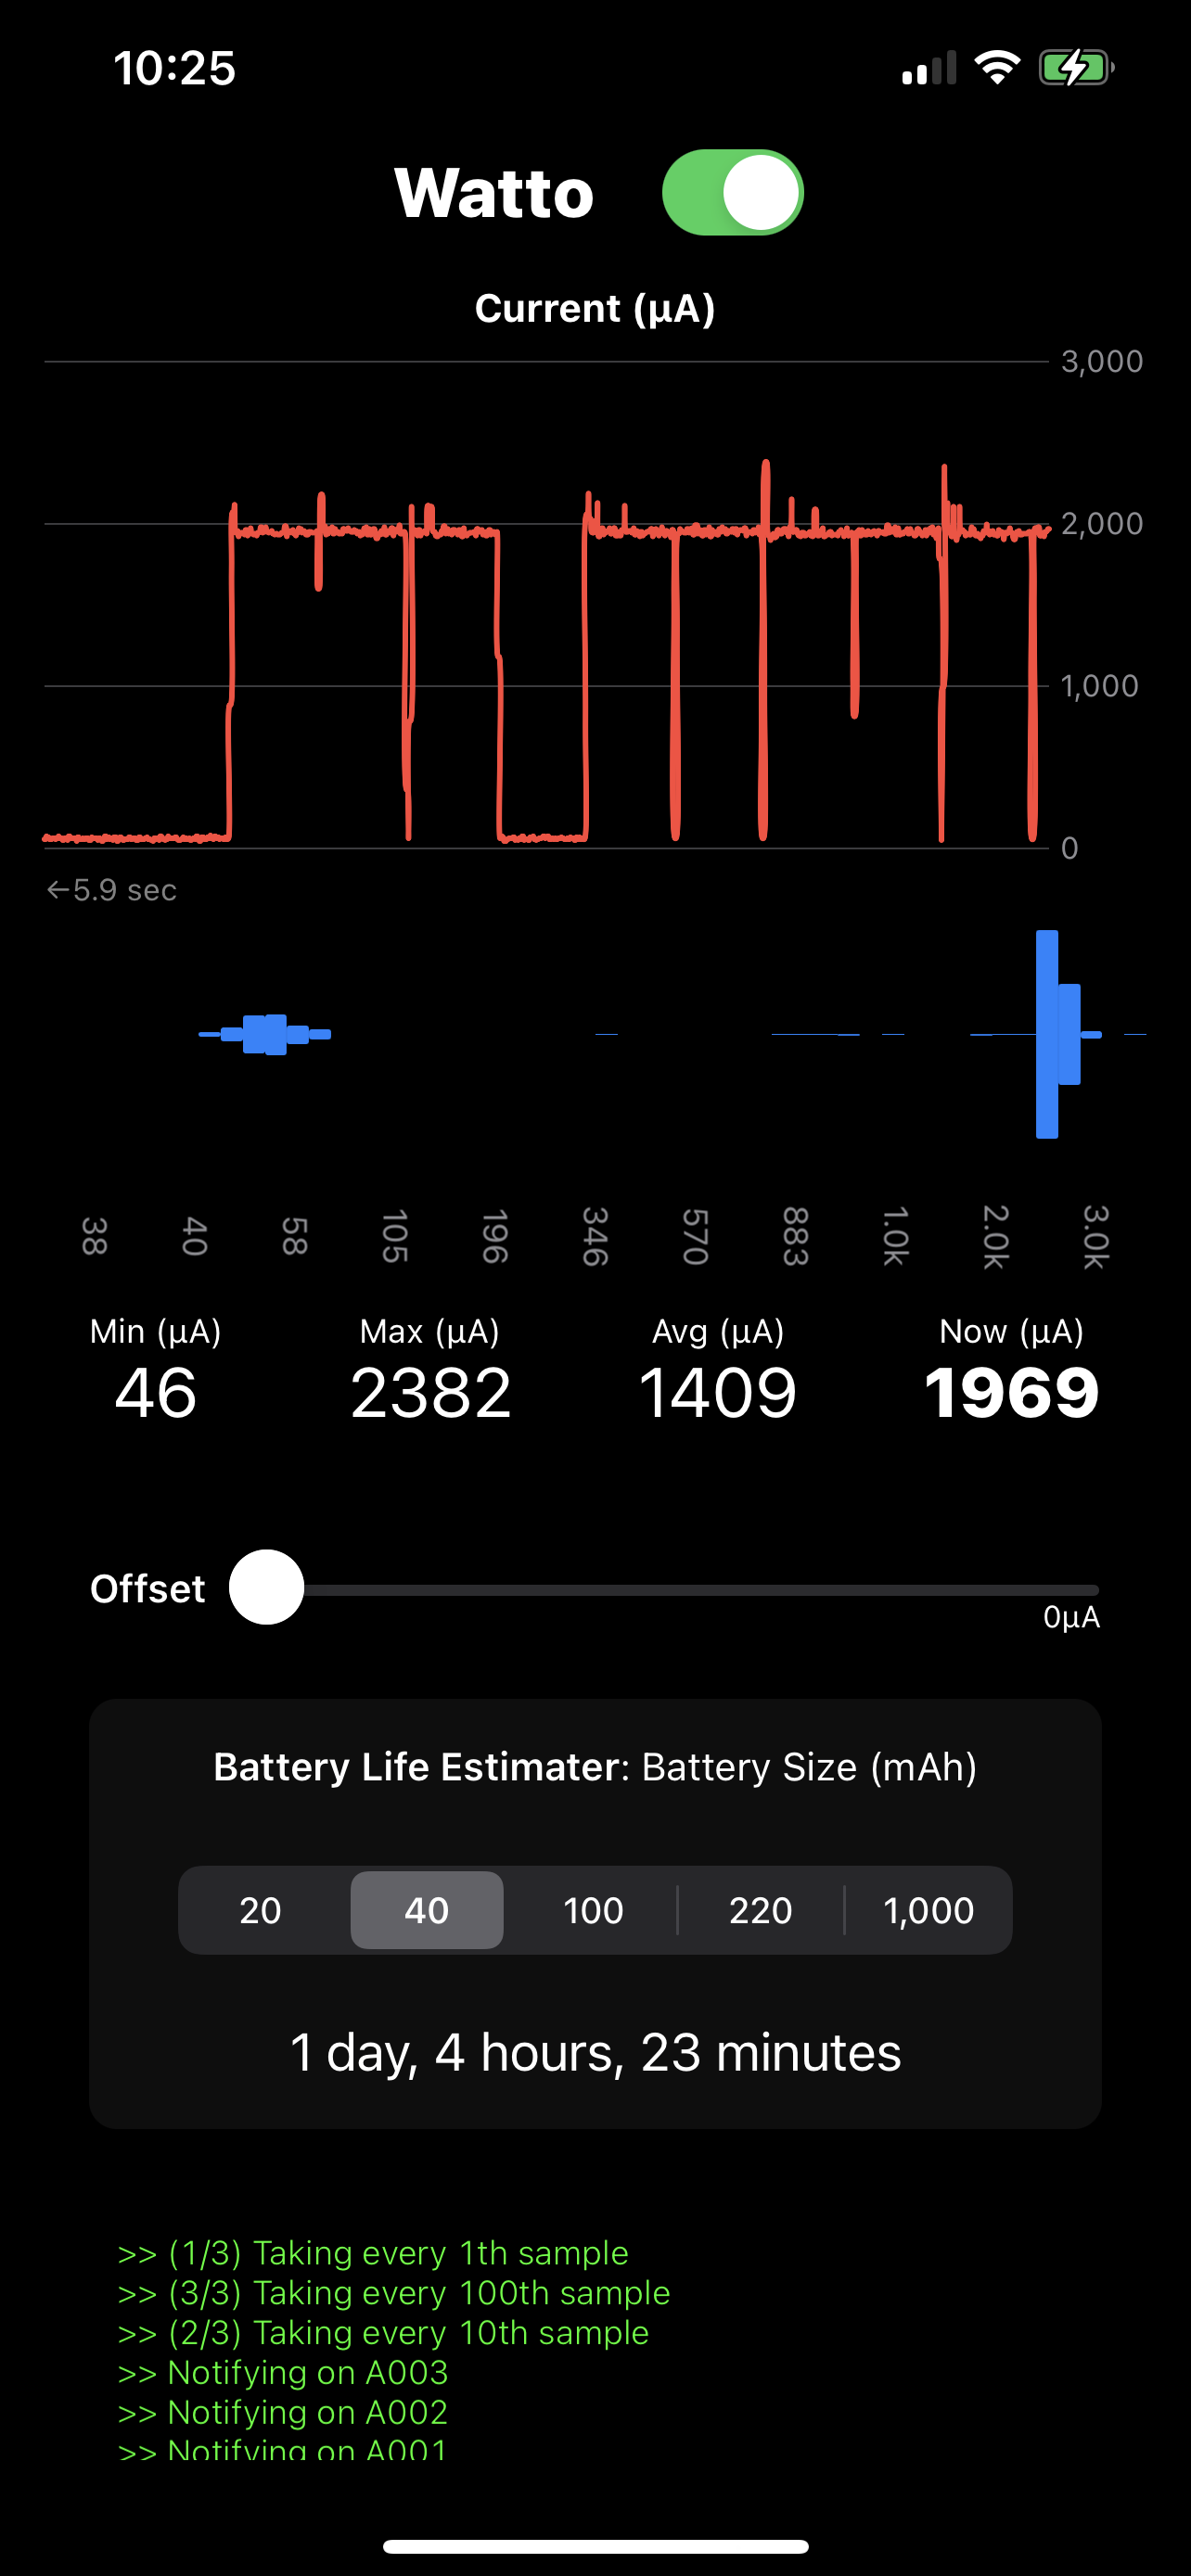 10:25
Watto
Current (µA)
3,000
2,000
1,000
0
←5.9 sec
38 40 58 105 196 346 570 883 1.0k 2.0k 3.0k
Min (µA) Max (µA) Avg (µA) Now (µA)
46 2382 1409 1969
Offset
0µA
Battery Life Estimater: Battery Size (mAh)
20 40 100 220 1,000
1 day, 4 hours, 23 minutes
>> (1/3) Taking every 1th sample
>> (3/3) Taking every 100th sample
>> (2/3) Taking every 10th sample
>> Notifying on A003
>> Notifying on A002
>> Notifying on A001